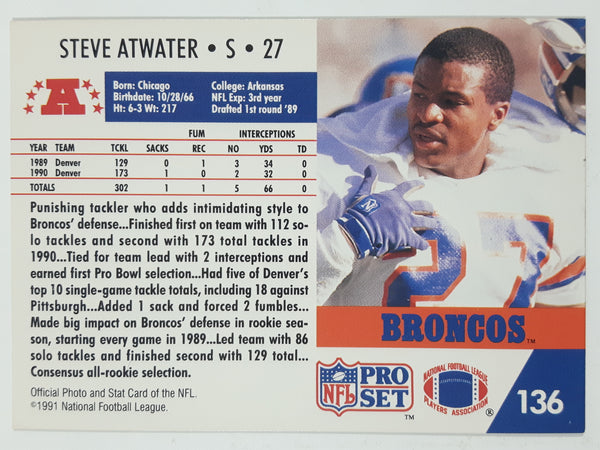 STEVE ATWATER • S • 27
A
Born: Chicago
Birthdate: 10/28/66
Ht: 6-3 Wt: 217
College: Arkansas
NFL Exp: 3rd year
Drafted 1st round '89
FUM INTERCEPTIONS
YEAR TEAM TCKL SACKS REC NO YDS TD
1989 Denver 129 0 1 3 34 0
1990 Denver 173 1 0 2 32 0
TOTALS 302 1 1 5 66 0
Punishing tackler who adds intimidating style to
Broncos' defense...Finished first on team with 112 so-
lo tackles and second with 173 total tackles in
1990...Tied for team lead with 2 interceptions and
earned first Pro Bowl selection...Had five of Denver's
top 10 single-game tackle totals, including 18 against
Pittsburgh...Added 1 sack and forced 2 fumbles...
Made big impact on Broncos' defense in rookie sea-
son, starting every game in 1989...Led team with 86
solo tackles and finished second with 129 total...
Consensus all-rookie selection.
Official Photo and Stat Card of the NFL.
©1991 National Football League.
27
BRONCOS™
NFL
PRO
SET™
NATIONAL FOOTBALL LEAGUE
PLAYERS ASSOCIATION ®
136